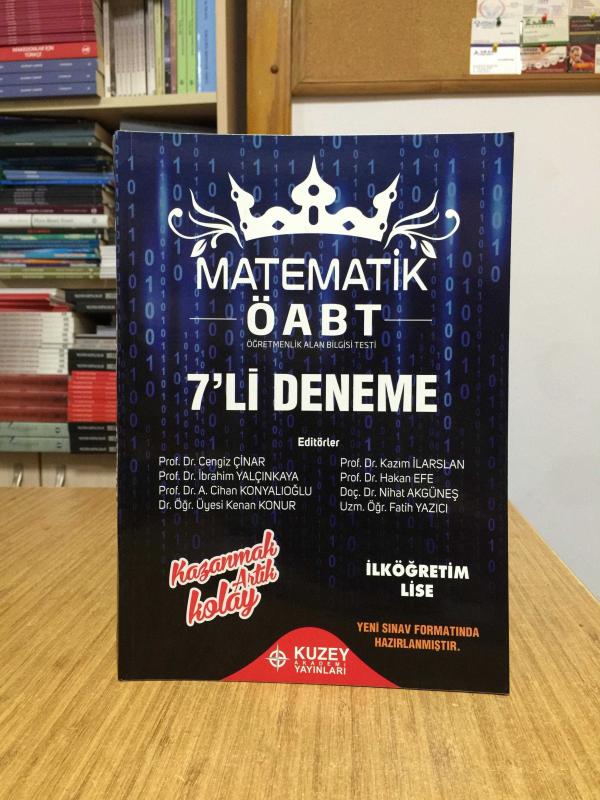 MATEMATİK
ÖABT
ÖĞRETMENLİK ALAN BİLGİSİ TESTİ
7'Lİ DENEME
Editörler
Prof. Dr. Cengiz ÇİNAR
Prof. Dr. İbrahim YALÇINKAYA
Prof. Dr. A. Cihan KONYALIOĞLU
Dr. Öğr. Üyesi Kenan KONUR
Prof. Dr. Kazım İLARSLAN
Prof. Dr. Hakan EFE
Doç. Dr. Nihat AKGÜNEŞ
Uzm. Öğr. Fatih YAZICI
Kazanmak
Artık
kolay
İLKÖĞRETİM
LİSE
YENİ SINAV FORMATINDA
HAZIRLANMIŞTIR.
KUZEY
AKADEMİ
YAYINLARI